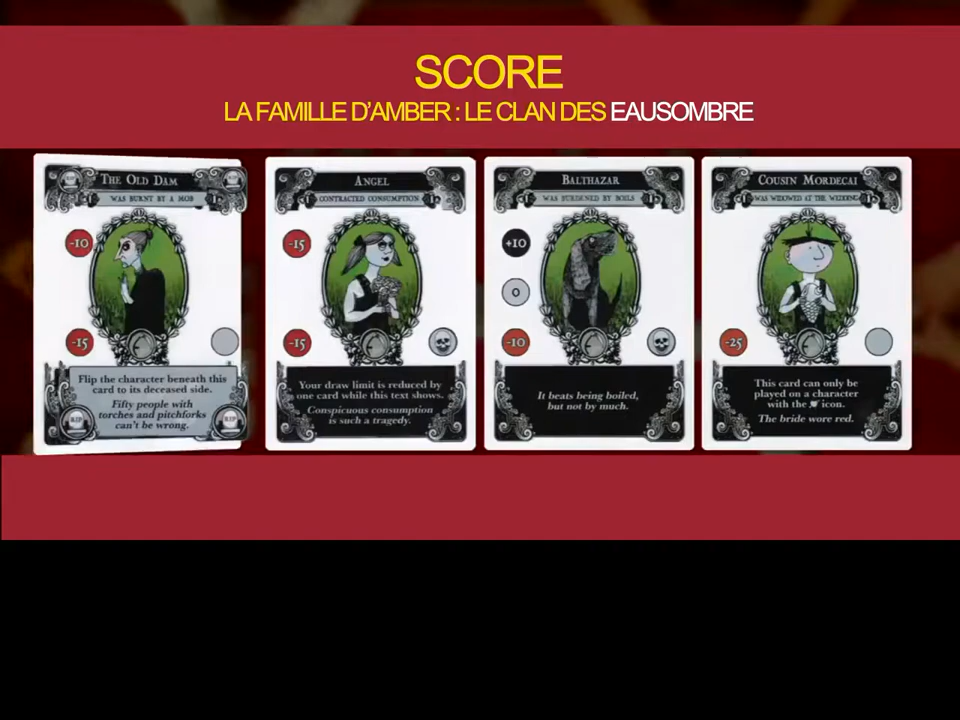 SCORE
LA FAMILLE D'AMBER : LE CLAN DES EAUSOMBRE
THE OLD DAM
WAS BURNT BY A MOB
-10
-15
Flip the character beneath this
card to its deceased side.
Fifty people with
torches and pitchforks
can't be wrong.
RIP
RIP
ANGEL
CONTRACTED CONSUMPTION
-15
-15
Your draw limit is reduced by
one card while this text shows.
Conspicuous consumption
is such a tragedy.
BALTHAZAR
WAS BURDENED BY BOILS
+10
0
-10
It beats being boiled,
but not by much.
COUSIN MORDECAI
WAS WIDOWED AT THE WEDDING
-25
This card can only be
played on a character
with the icon.
The bride wore red.